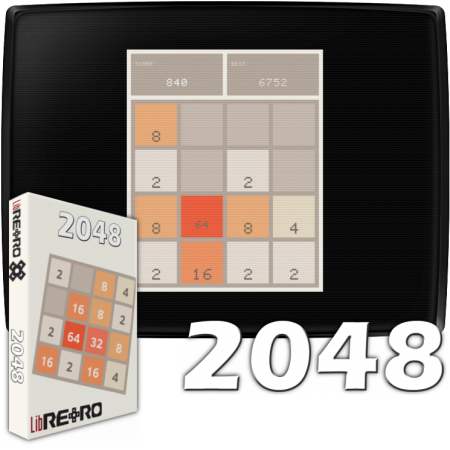 SCORE BEST
840 6752
8
2 2
8 64 8 4
2 16 2 2
LibRETRO
2048
2 8 4
16 8 2
2 64 32 8
16 2 16 4
2048
LibRETRO
2048